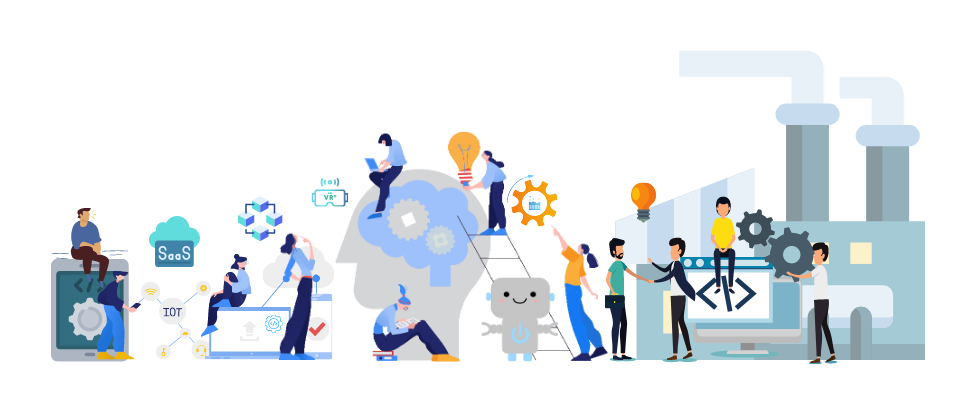 SaaS
IOT
VR
</>
</>